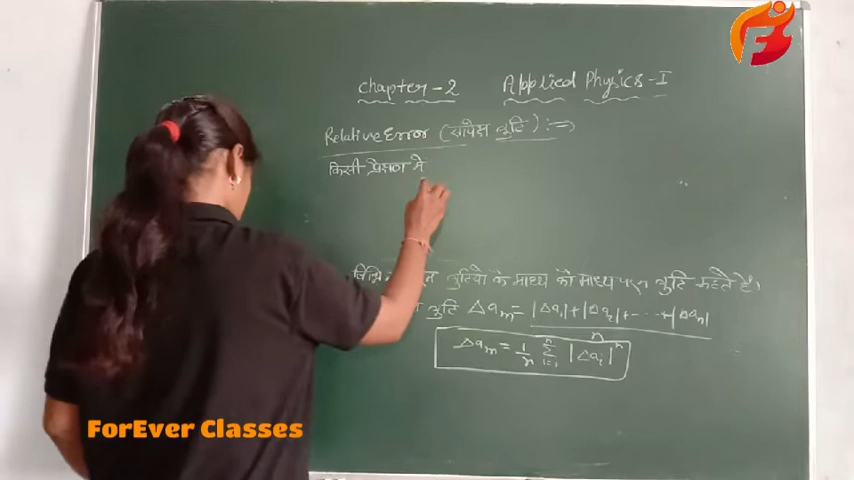 Chapter-2 Applied Physics-I
Relative Error (सापेक्ष त्रुटि) :⇒
किसी प्रेक्षण में
त्रुटियों के माध्य को माध्य परम त्रुटि कहते है।
त्रुटि Δam = |Δa1|+|Δa2|+-----+|Δan|
n
Δam = 1/n Σ i=1 n |Δai|n
ForEver Classes